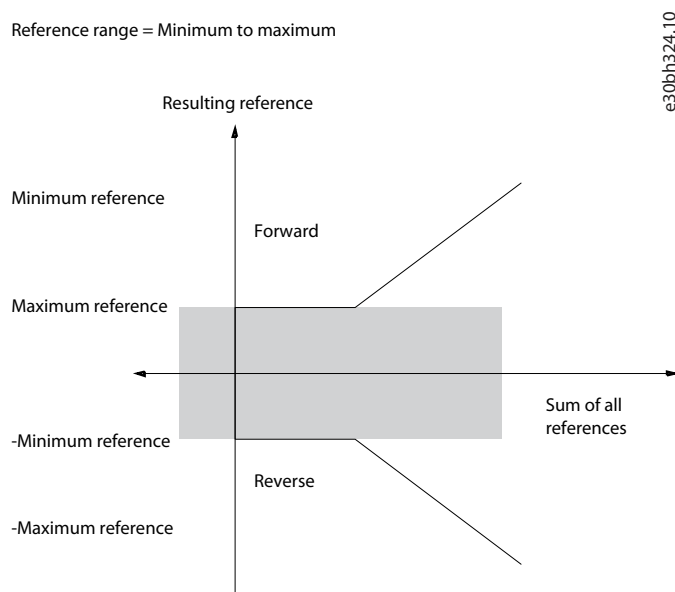 Reference range = Minimum to maximum
e30bh324.10
Resulting reference
Minimum reference
Forward
Maximum reference
Sum of all
references
-Minimum reference
Reverse
-Maximum reference